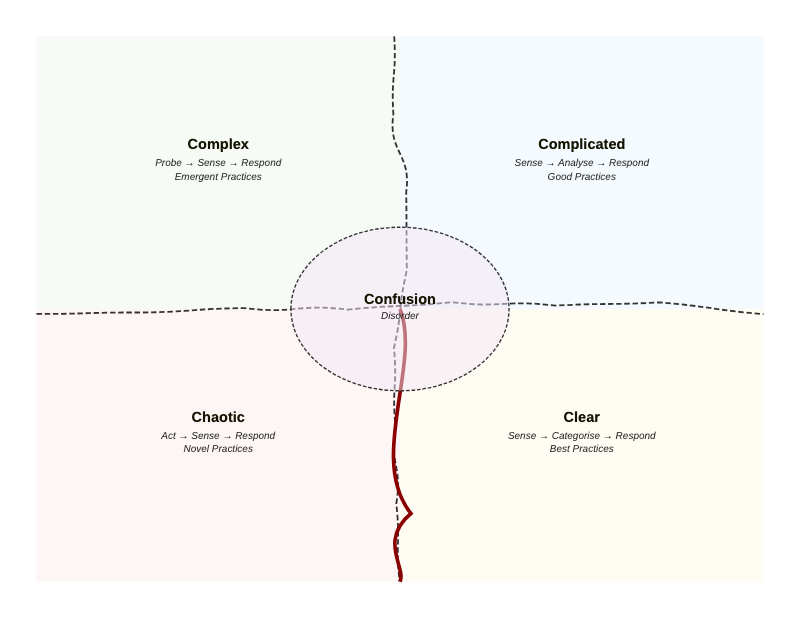 Complex
Probe → Sense → Respond
Emergent Practices
Complicated
Sense → Analyse → Respond
Good Practices
Confusion
Disorder
Chaotic
Act → Sense → Respond
Novel Practices
Clear
Sense → Categorise → Respond
Best Practices